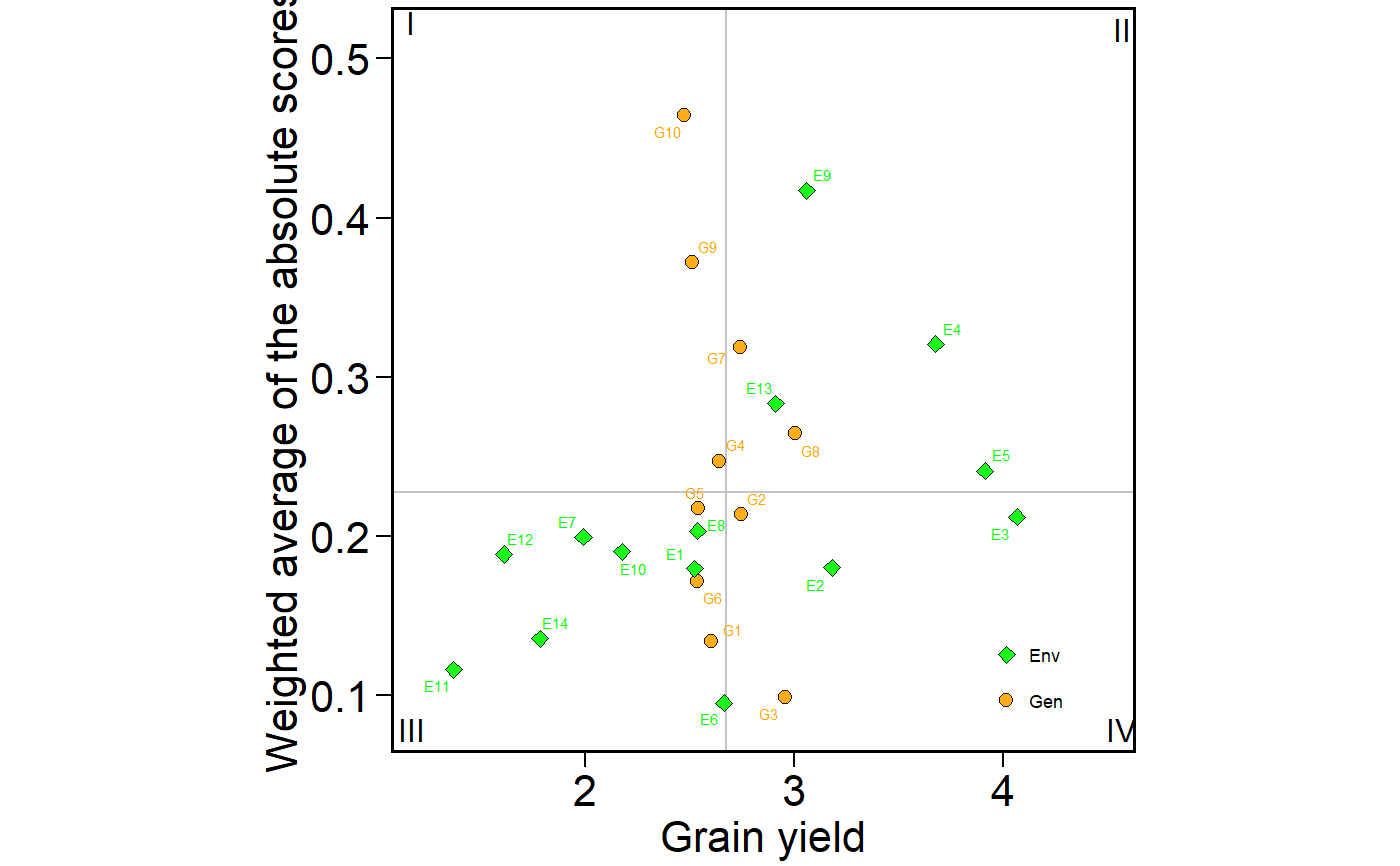 Weighted average of the absolute scores
I
II
0.5
G10
E9
0.4
G9
E4
G7
0.3
E13
G4
G8
E5
G5
G2
E7
E8
E3
0.2
E12
E1
E10
E2
G6
E14
G1
Env
E11
0.1
Gen
E6
G3
III
IV
2
3
4
Grain yield